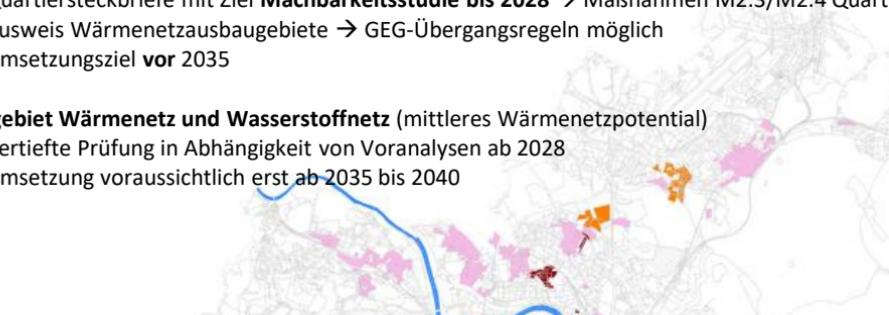 uartiersteckbriefe mit Ziel Machbarkeitsstudie bis 2028 → Maßnahmen M2.3/M2.4 Quart
usweis Wärmenetzausbaugebiete → GEG-Übergangsregeln möglich
msetzungsziel vor 2035
gebiet Wärmenetz und Wasserstoffnetz (mittleres Wärmenetzpotential)
ertiefte Prüfung in Abhängigkeit von Voranalysen ab 2028
msetzung voraussichtlich erst ab 2035 bis 2040